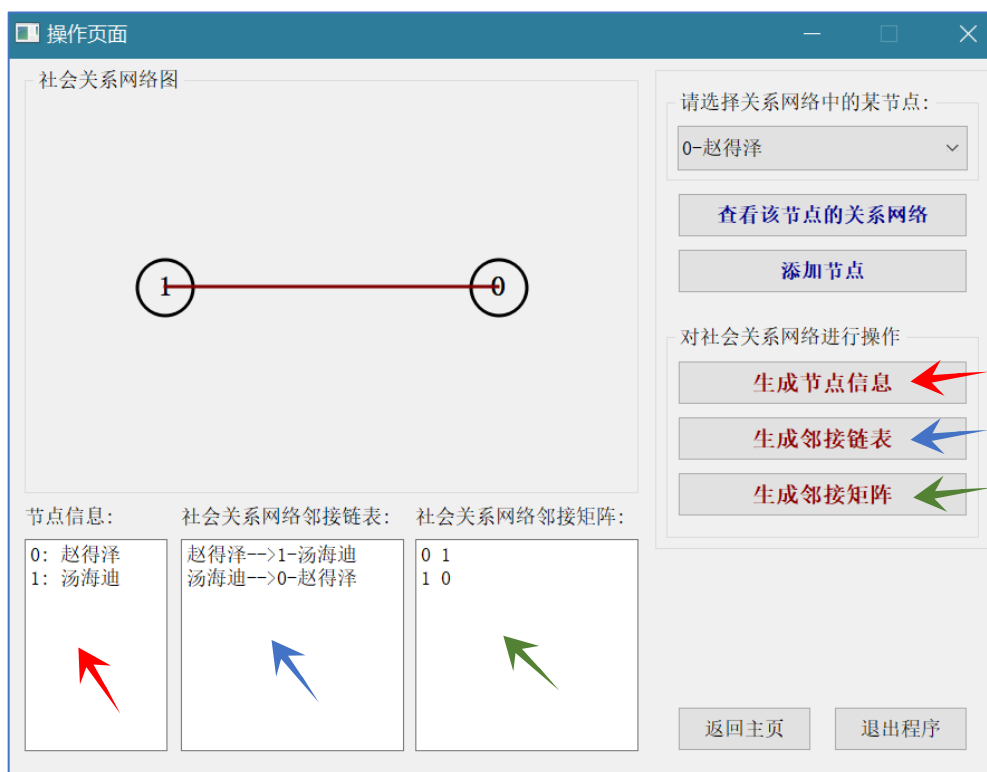 操作页面
社会关系网络图
1
0
请选择关系网络中的某节点:
0-赵得泽
查看该节点的关系网络
添加节点
对社会关系网络进行操作
生成节点信息
生成邻接链表
生成邻接矩阵
节点信息:
0: 赵得泽
1: 汤海迪
社会关系网络邻接链表:
赵得泽-->1-汤海迪
汤海迪-->0-赵得泽
社会关系网络邻接矩阵:
0 1
1 0
返回主页
退出程序